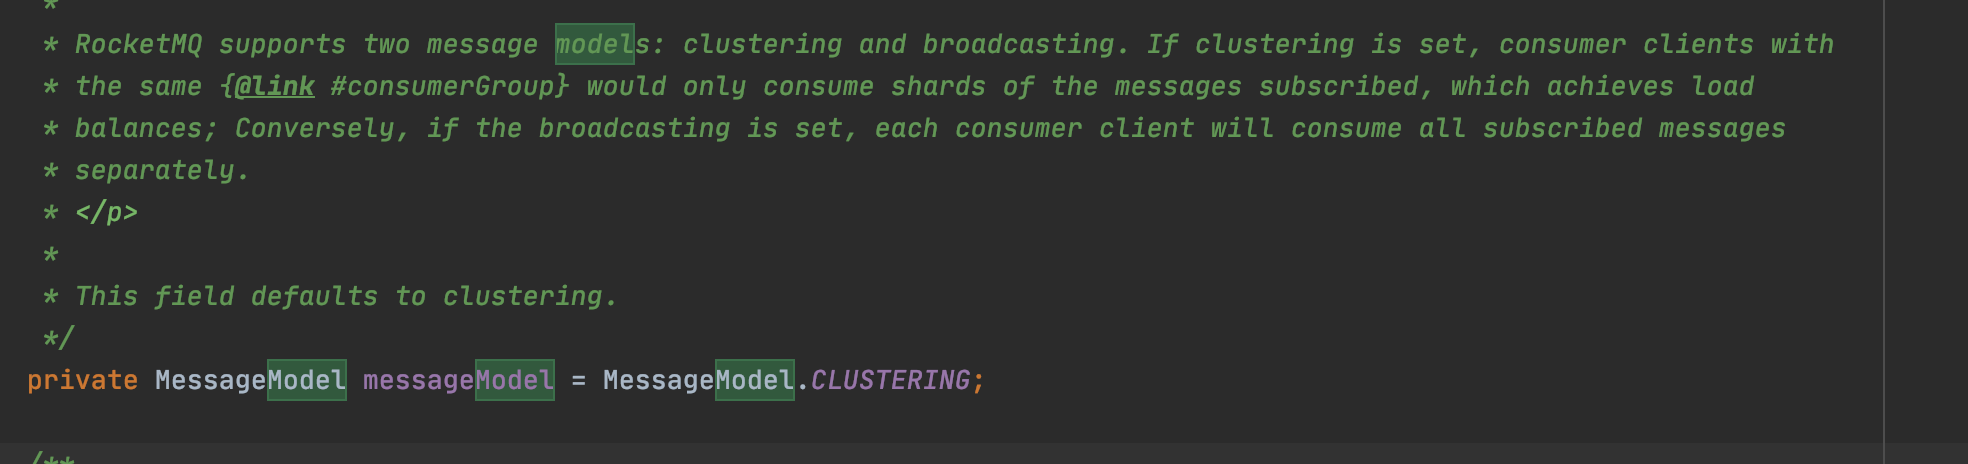 *
* RocketMQ supports two message models: clustering and broadcasting. If clustering is set, consumer clients with
* the same {@link #consumerGroup} would only consume shards of the messages subscribed, which achieves load
* balances; Conversely, if the broadcasting is set, each consumer client will consume all subscribed messages
* separately.
* </p>
*
* This field defaults to clustering.
*/
private MessageModel messageModel = MessageModel.CLUSTERING;
/**